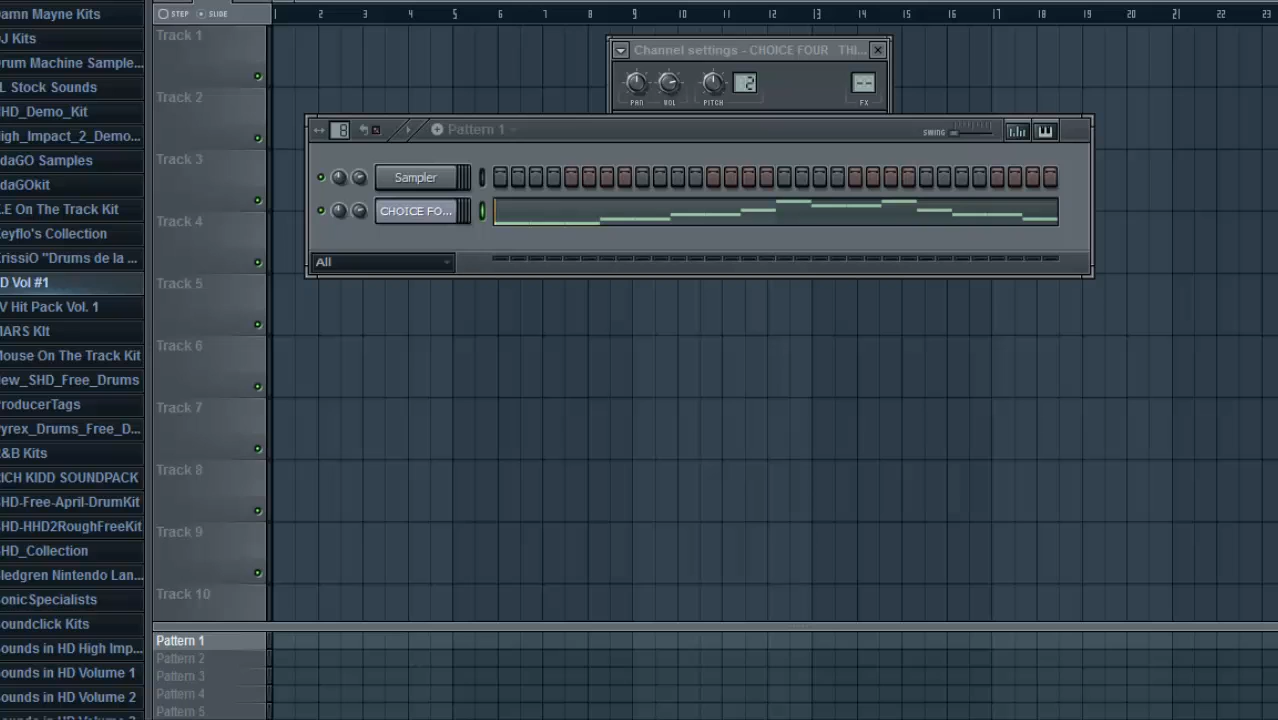 amn Mayne Kits
J Kits
rum Machine Sample...
L Stock Sounds
HD_Demo_Kit
igh_Impact_2_Demo...
daGO Samples
daGOkit
.E On The Track Kit
eyflo's Collection
rissiO "Drums de la ...
D Vol #1
V Hit Pack Vol. 1
MARS KIt
ouse On The Track Kit
ew_SHD_Free_Drums
roducerTags
yrex_Drums_Free_D...
R&B Kits
ICH KIDD SOUNDPACK
HD-Free-April-DrumKit
HD-HHD2RoughFreeKit
HD_Collection
ledgren Nintendo Lan...
onicSpecialists
oundclick Kits
ounds in HD High Imp...
ounds in HD Volume 1
ounds in HD Volume 2
STEP SLIDE
1 2 3 4 5 6 7 8 9 10 11 12 13 14 15 16 17 18 19 20 21 22 23
Track 1
Track 2
Track 3
Track 4
Track 5
Track 6
Track 7
Track 8
Track 9
Track 10
Channel settings - CHOICE FOUR THI...
2 --
PAN VOL PITCH FX
8 Pattern 1 SWING
Sampler
CHOICE FO...
All
Pattern 1
Pattern 2
Pattern 3
Pattern 4
Pattern 5